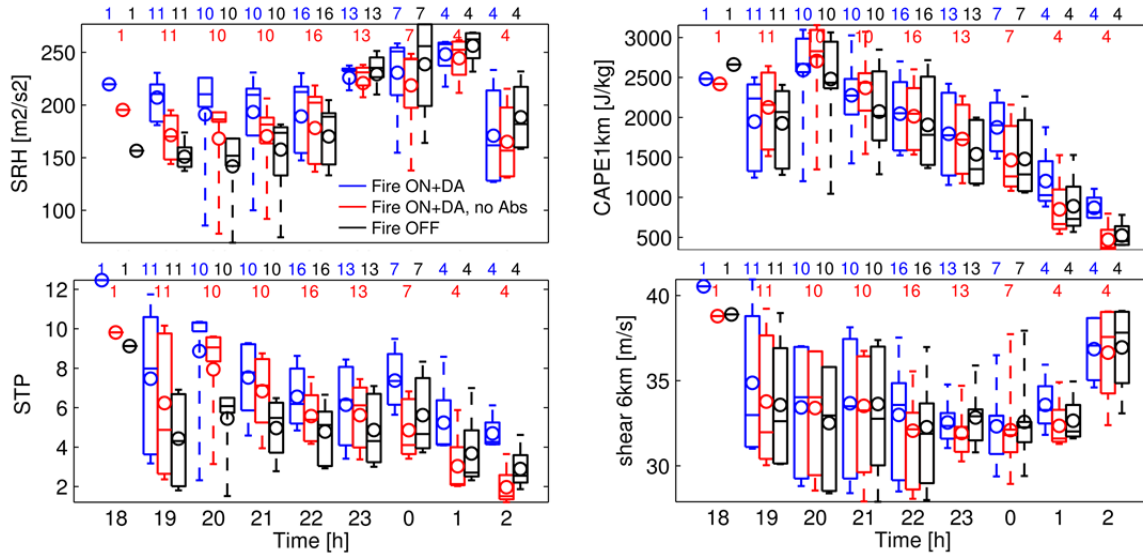 1 1 11 11 10 10 10 10 16 16 13 13 7 7 4 4 4 4
1 11 10 10 16 13 7 4 4
250
200
150
100
SRH [m2/s2]
Fire ON+DA
Fire ON+DA, no Abs
Fire OFF
1 1 11 11 10 10 10 10 16 16 13 13 7 7 4 4 4 4
1 11 10 10 16 13 7 4 4
3000
2500
2000
1500
1000
500
CAPE1km [J/kg]
1 1 11 11 10 10 10 10 16 16 13 13 7 7 4 4 4 4
1 11 10 10 16 13 7 4 4
12
10
8
6
4
2
STP
18 19 20 21 22 23 0 1 2
Time [h]
1 1 11 11 10 10 10 10 16 16 13 13 7 7 4 4 4 4
1 11 10 10 16 13 7 4 4
40
35
30
shear 6km [m/s]
18 19 20 21 22 23 0 1 2
Time [h]